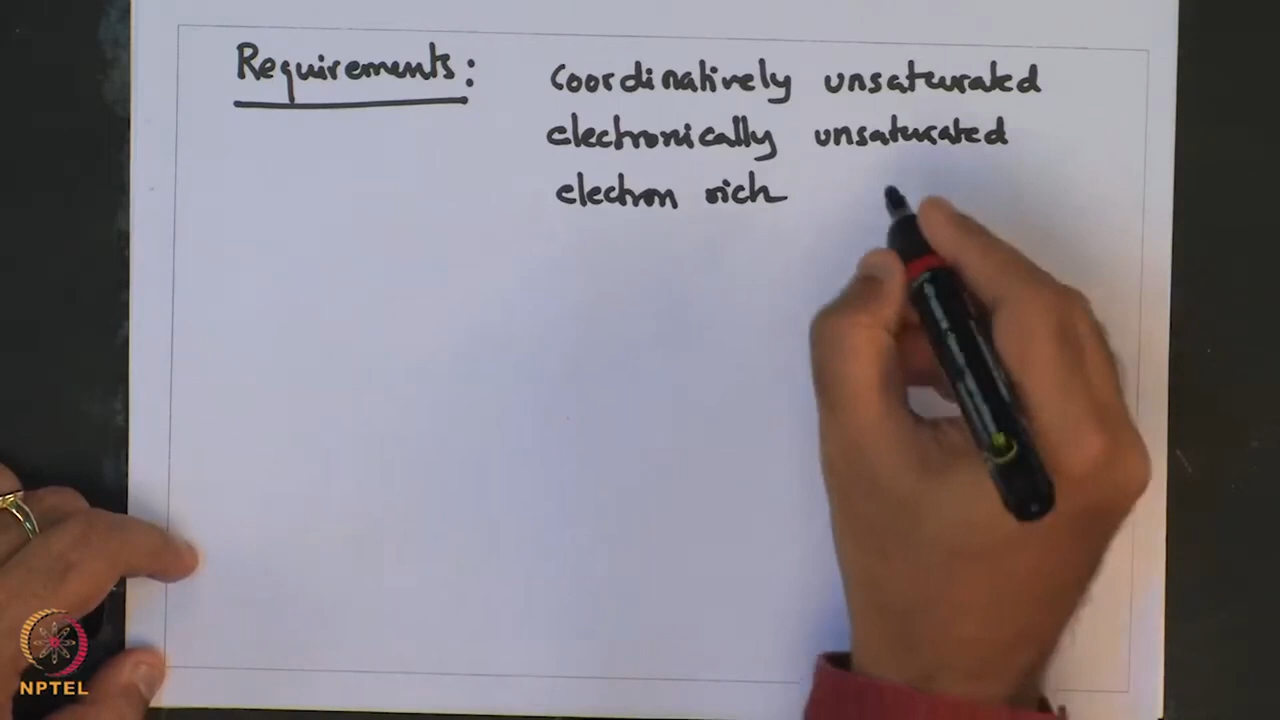 Requirements: Coordinatively unsaturated
electronically unsaturated
electron rich
NPTEL